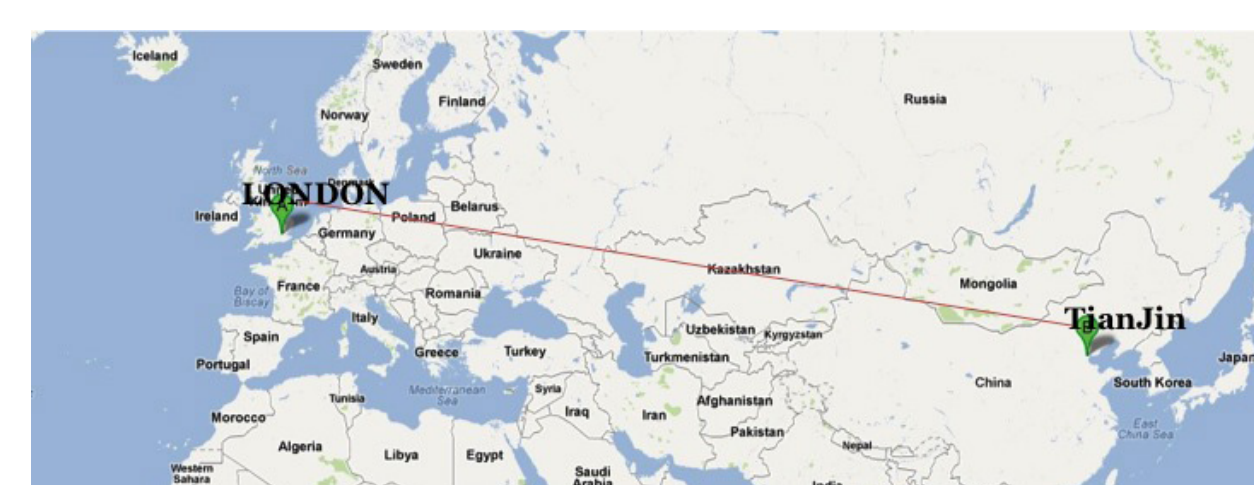 Iceland
Sweden
Finland
Russia
Norway
North Sea
Denmark
LONDON
A
Ireland
Poland
Belarus
Germany
Ukraine
Kazakhstan
Austria
Mongolia
France
Bay of
Biscay
Romania
Italy
TianJin
Spain
Uzbekistan
Kyrgyzstan
Greece
Turkey
Turkmenistan
Portugal
Japan
Mediterranean
Sea
Syria
China
South Korea
Tunisia
Afghanistan
Morocco
Iraq
Iran
East
China Sea
Pakistan
Algeria
Libya
Egypt
Nepal
Western
Sahara
Saudi
Arabia
India